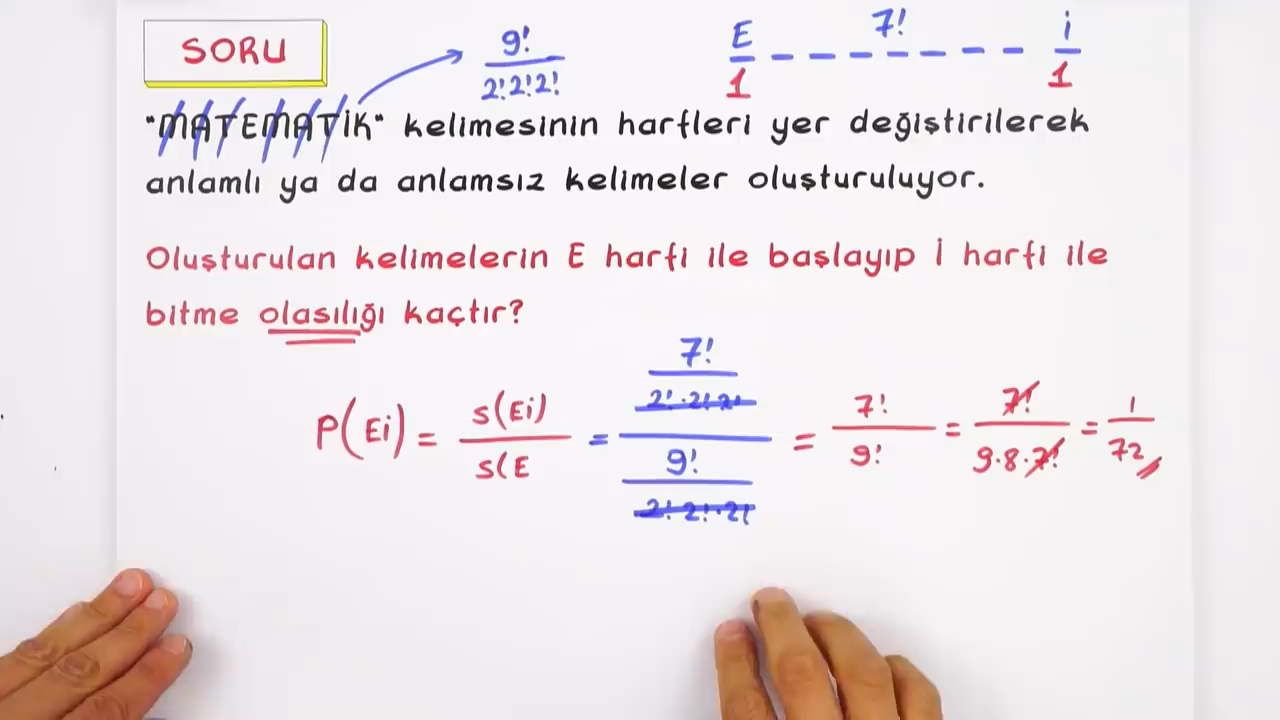 SORU
9!
2! 2! 2!
E 7! i
1 1
"MATEMATİK" kelimesinin harfleri yer değiştirilerek
anlamlı ya da anlamsız kelimeler oluşturuluyor.
Oluşturulan kelimelerin E harfi ile başlayıp İ harfi ile
bitme olasılığı kaçtır?
P(Ei) = s(Ei) / s(E = 7! / 2! · 2! 2! / 9! / 2! 2! · 2! = 7! / 9! = 7! / 9·8·7! = 1 / 72